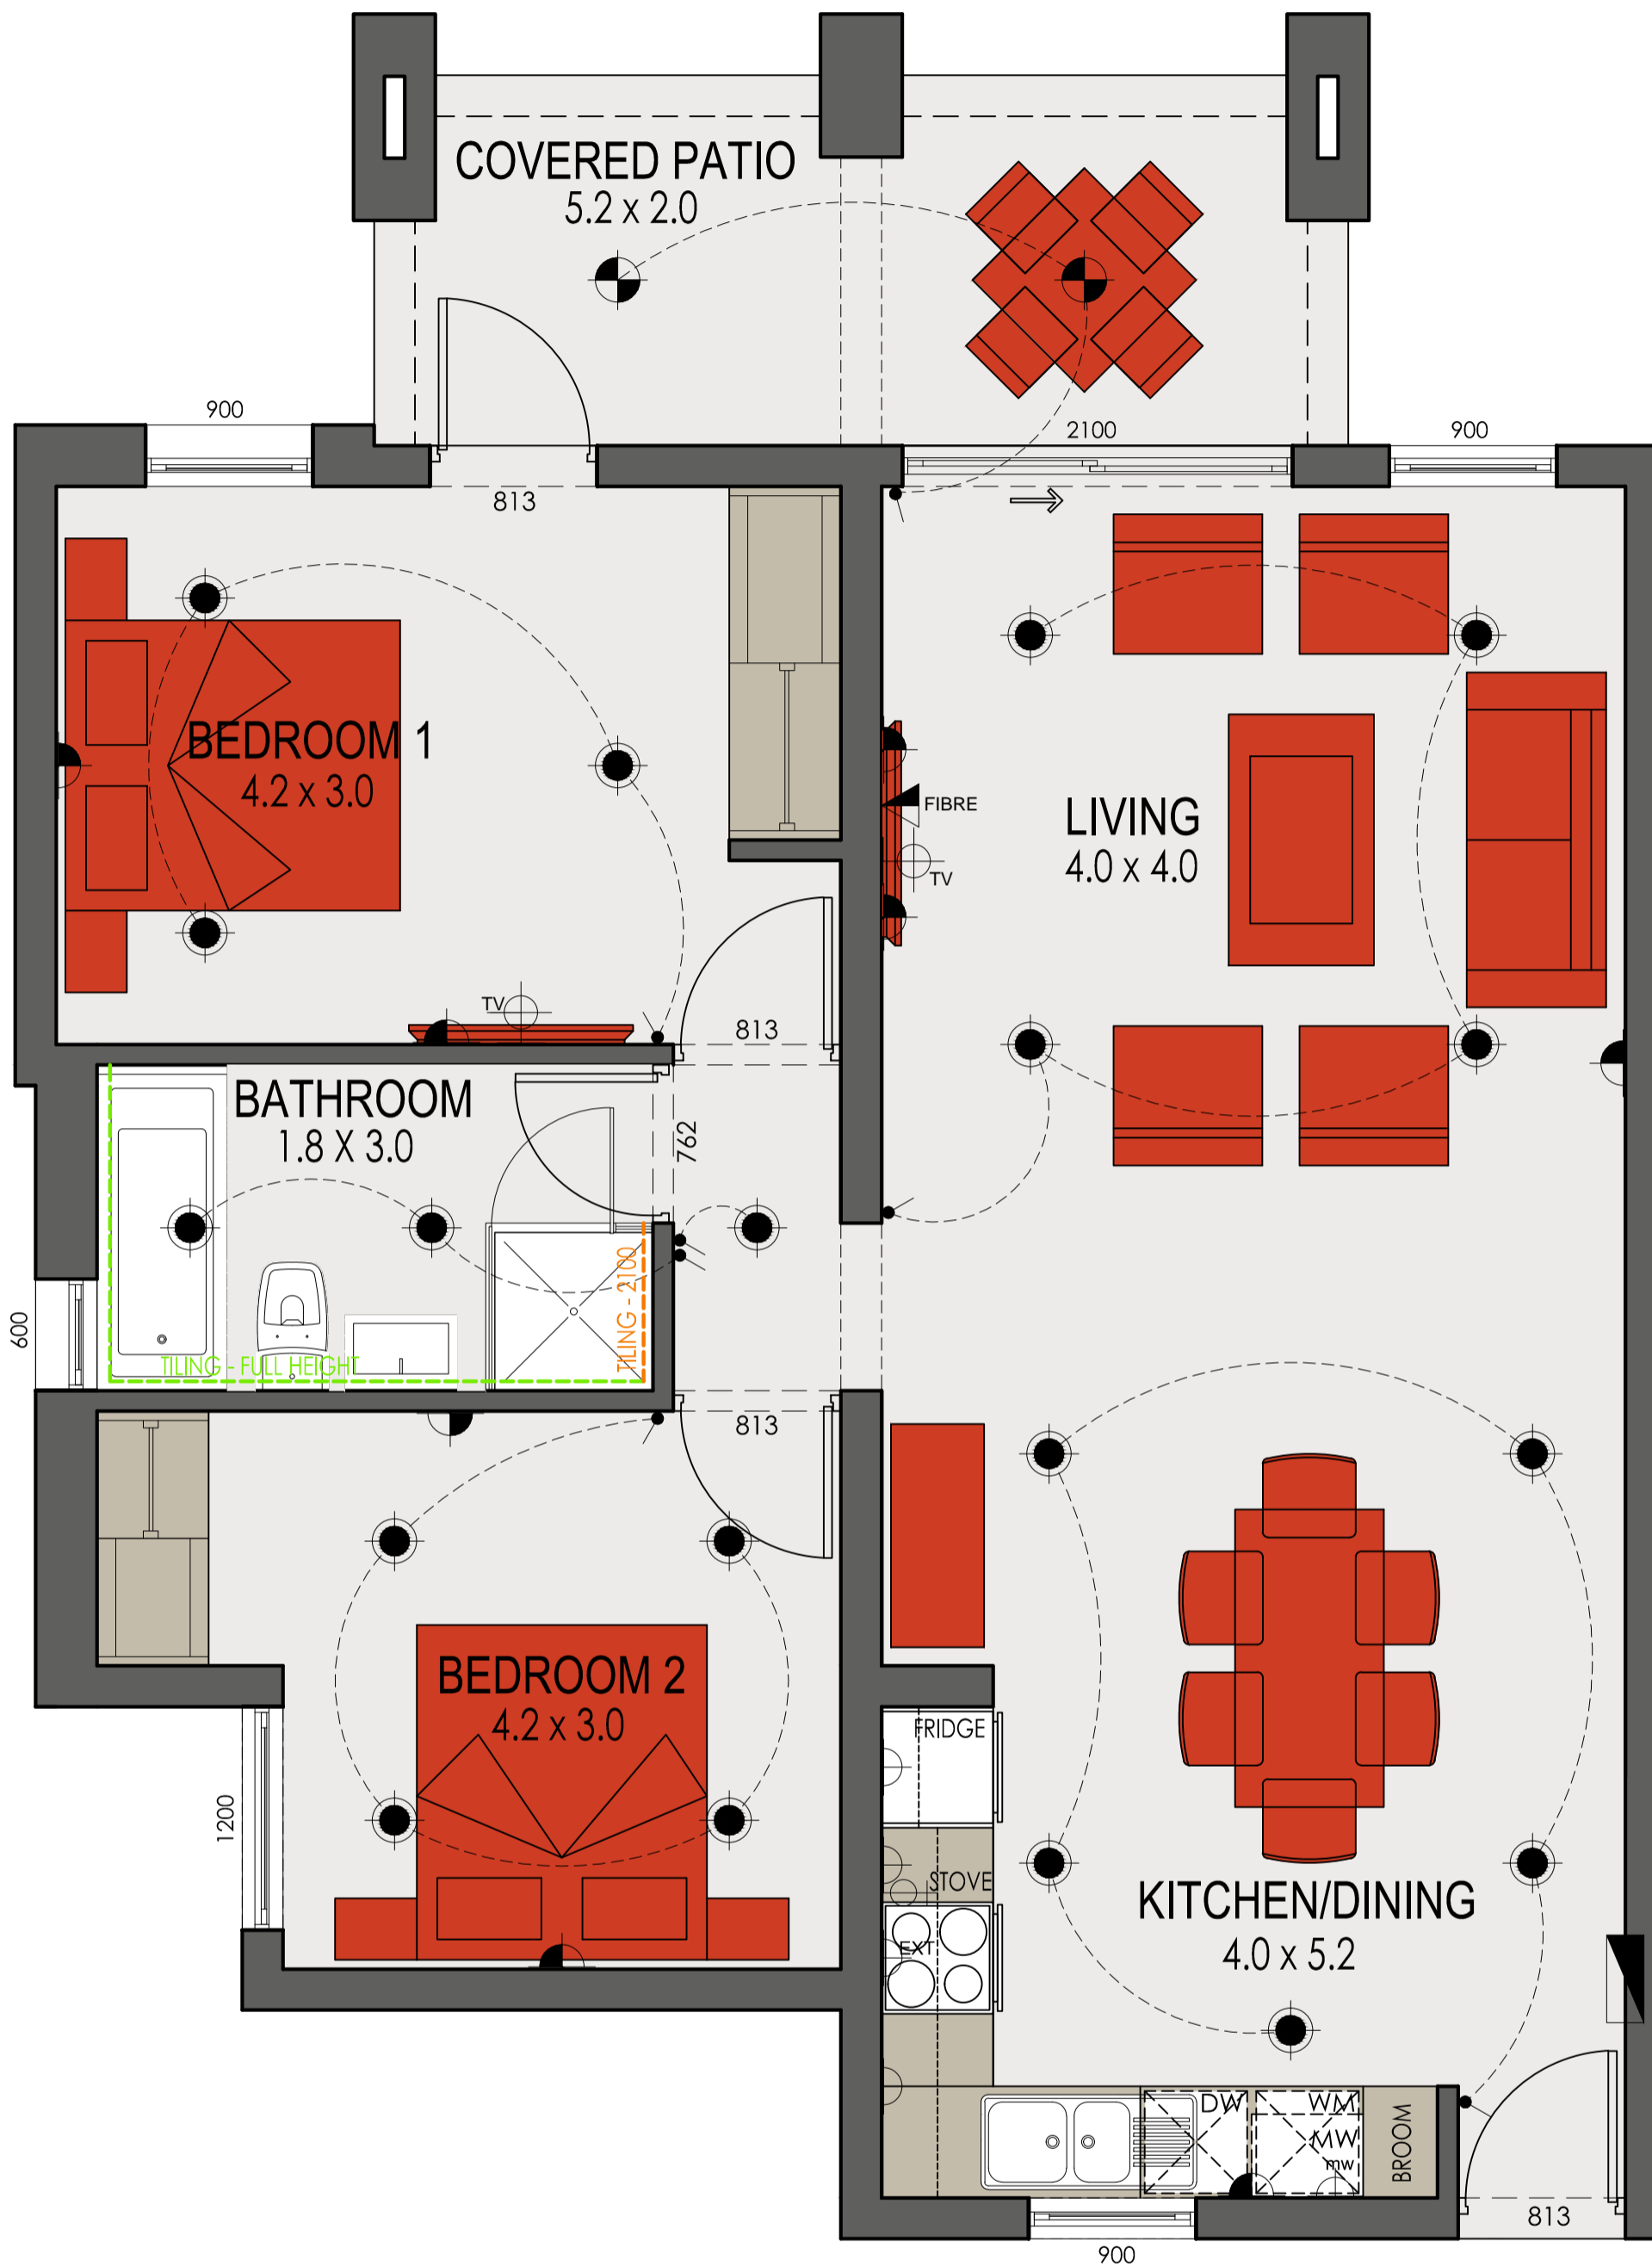 COVERED PATIO
5.2 x 2.0
900
2100
900
813
BEDROOM 1
4.2 x 3.0
FIBRE
TV
LIVING
4.0 x 4.0
TV
813
BATHROOM
1.8 X 3.0
762
600
TILING - 2100
TILING - FULL HEIGHT
813
BEDROOM 2
4.2 x 3.0
1200
FRIDGE
STOVE
EXT
KITCHEN/DINING
4.0 x 5.2
DW
WM
MW
mw
BROOM
813
900